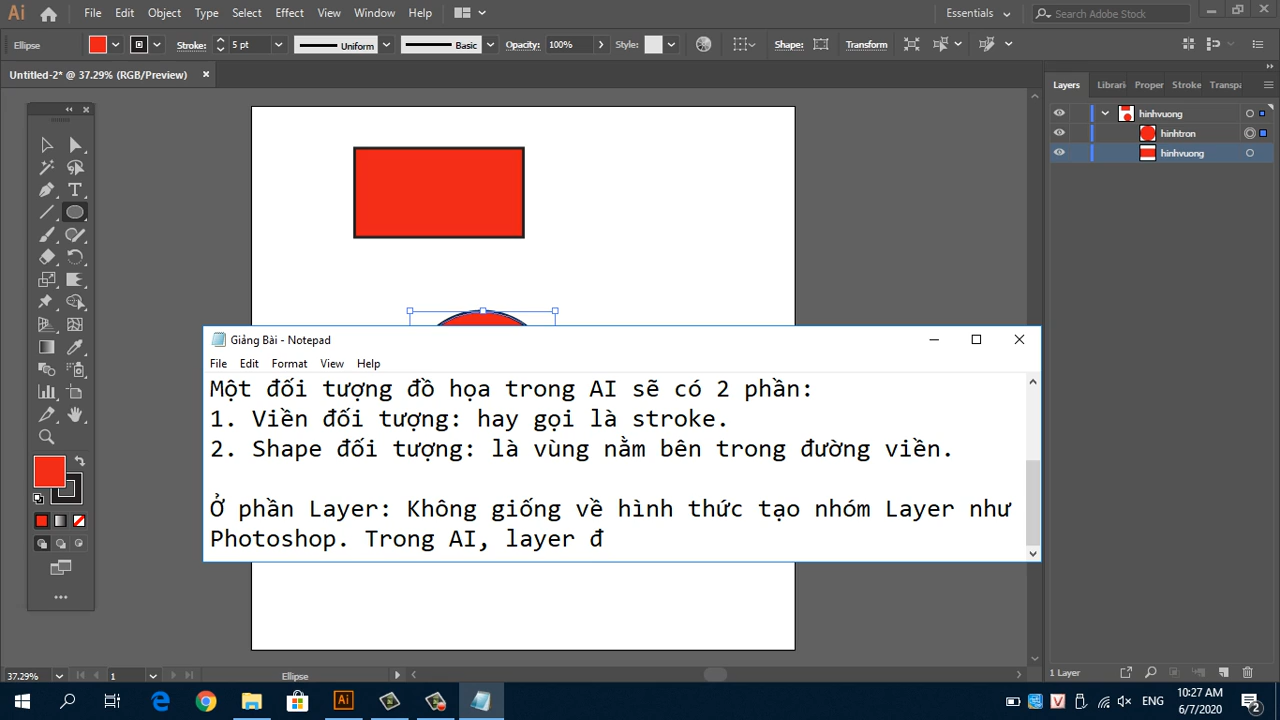 Ai File Edit Object Type Select Effect View Window Help Essentials Search Adobe Stock
Ellipse Stroke: 5 pt Uniform Basic Opacity: 100% Style: Shape: Transform
Untitled-2* @ 37.29% (RGB/Preview)
Layers Librari Proper Stroke Transpa
hinhvuong
hinhtron
hinhvuong
Giảng Bài - Notepad
File Edit Format View Help
Một đối tượng đồ họa trong AI sẽ có 2 phần:
1. Viền đối tượng: hay gọi là stroke.
2. Shape đối tượng: là vùng nằm bên trong đường viền.
Ở phần Layer: Không giống về hình thức tạo nhóm Layer như
Photoshop. Trong AI, layer đ
37.29% 1 Ellipse 1 Layer
Ai ENG 10:27 AM
6/7/2020 2